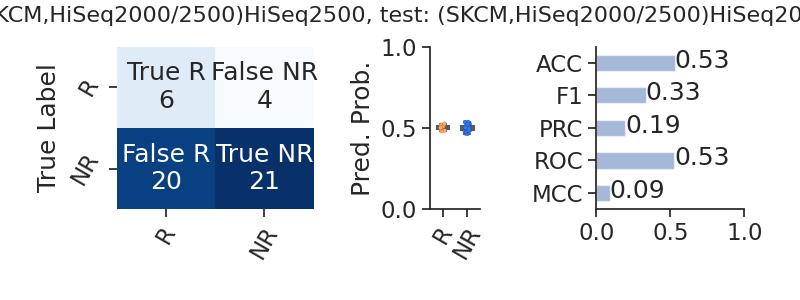 KCM,HiSeq2000/2500)HiSeq2500, test: (SKCM,HiSeq2000/2500)HiSeq20
True Label
R
NR
True R
6
False NR
4
False R
20
True NR
21
R
NR
Pred. Prob.
1.0
0.5
0.0
R
NR
ACC
F1
PRC
ROC
MCC
0.53
0.33
0.19
0.53
0.09
0.0
0.5
1.0